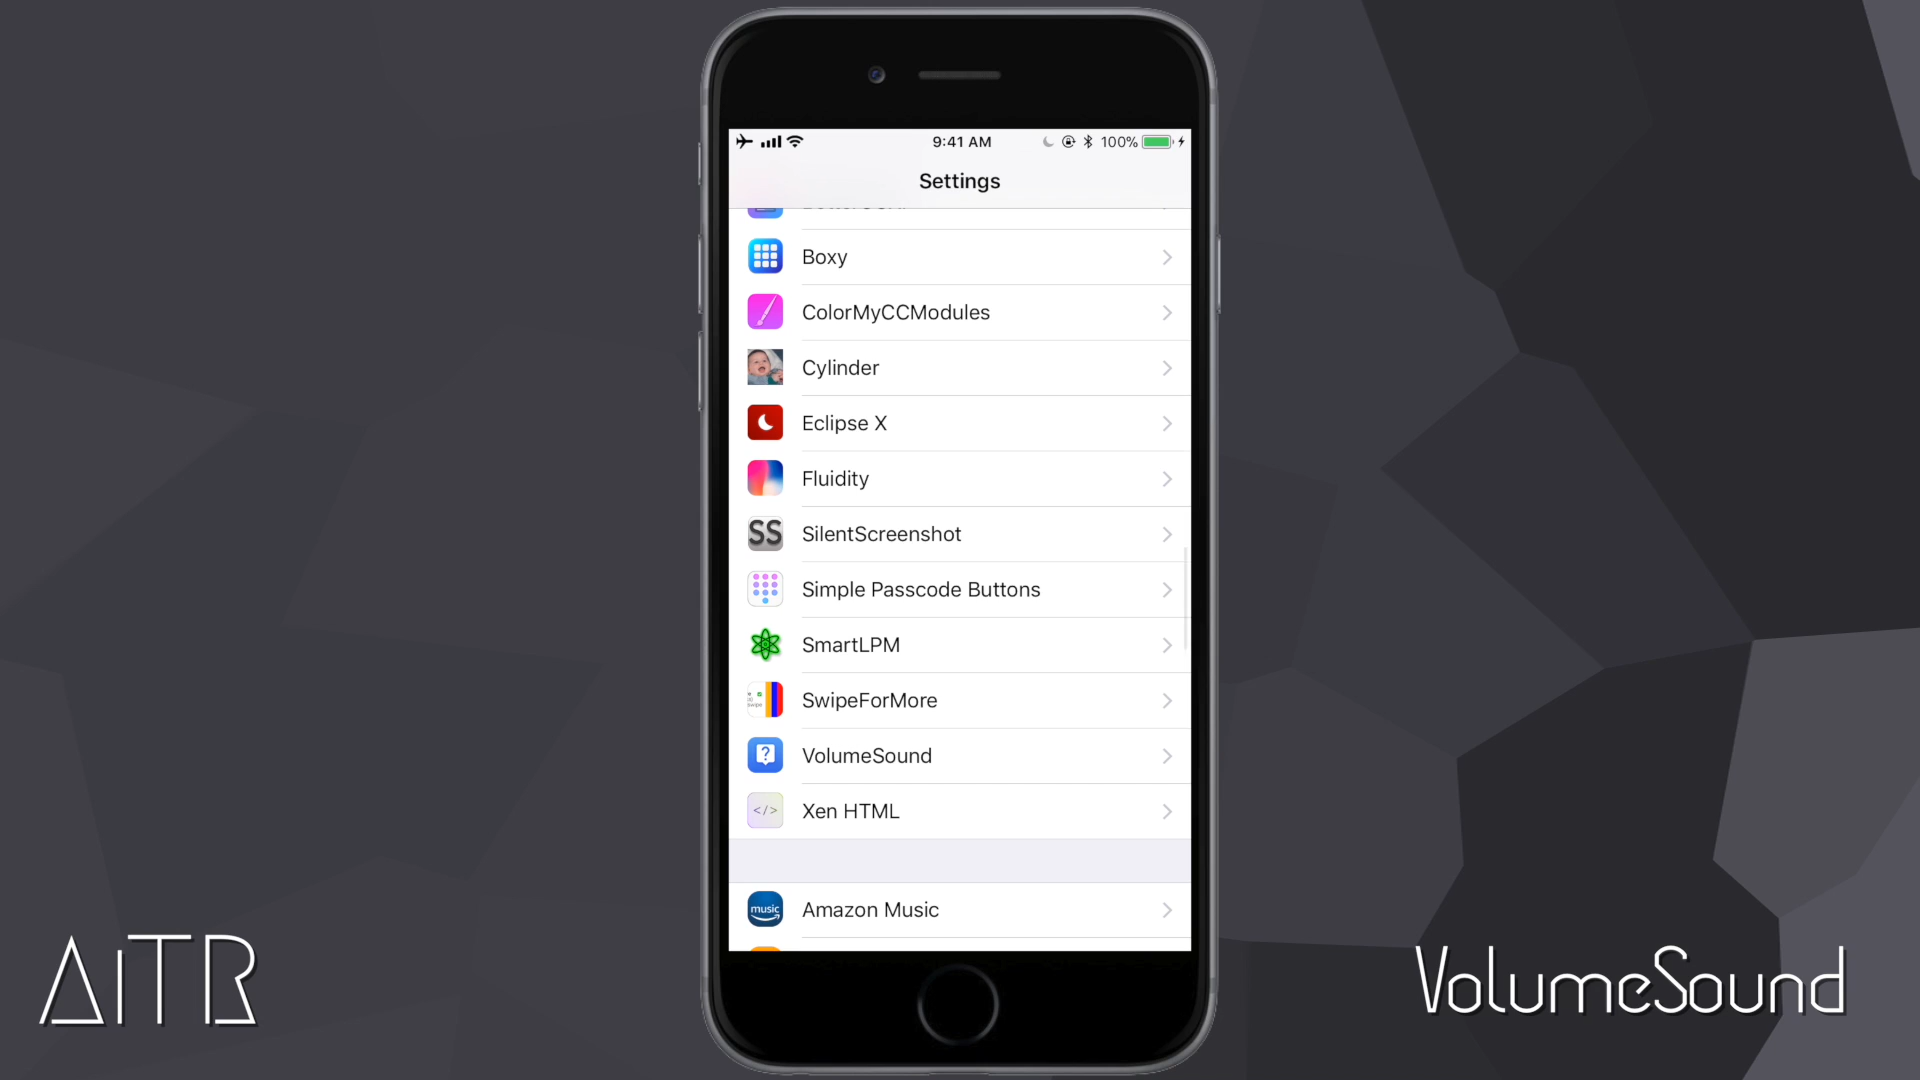 9:41 AM
100%
Settings
Boxy
ColorMyCCModules
Cylinder
Eclipse X
Fluidity
SS
SilentScreenshot
Simple Passcode Buttons
SmartLPM
SwipeForMore
?
VolumeSound
</>
Xen HTML
music
Amazon Music
AiTR
VolumeSound